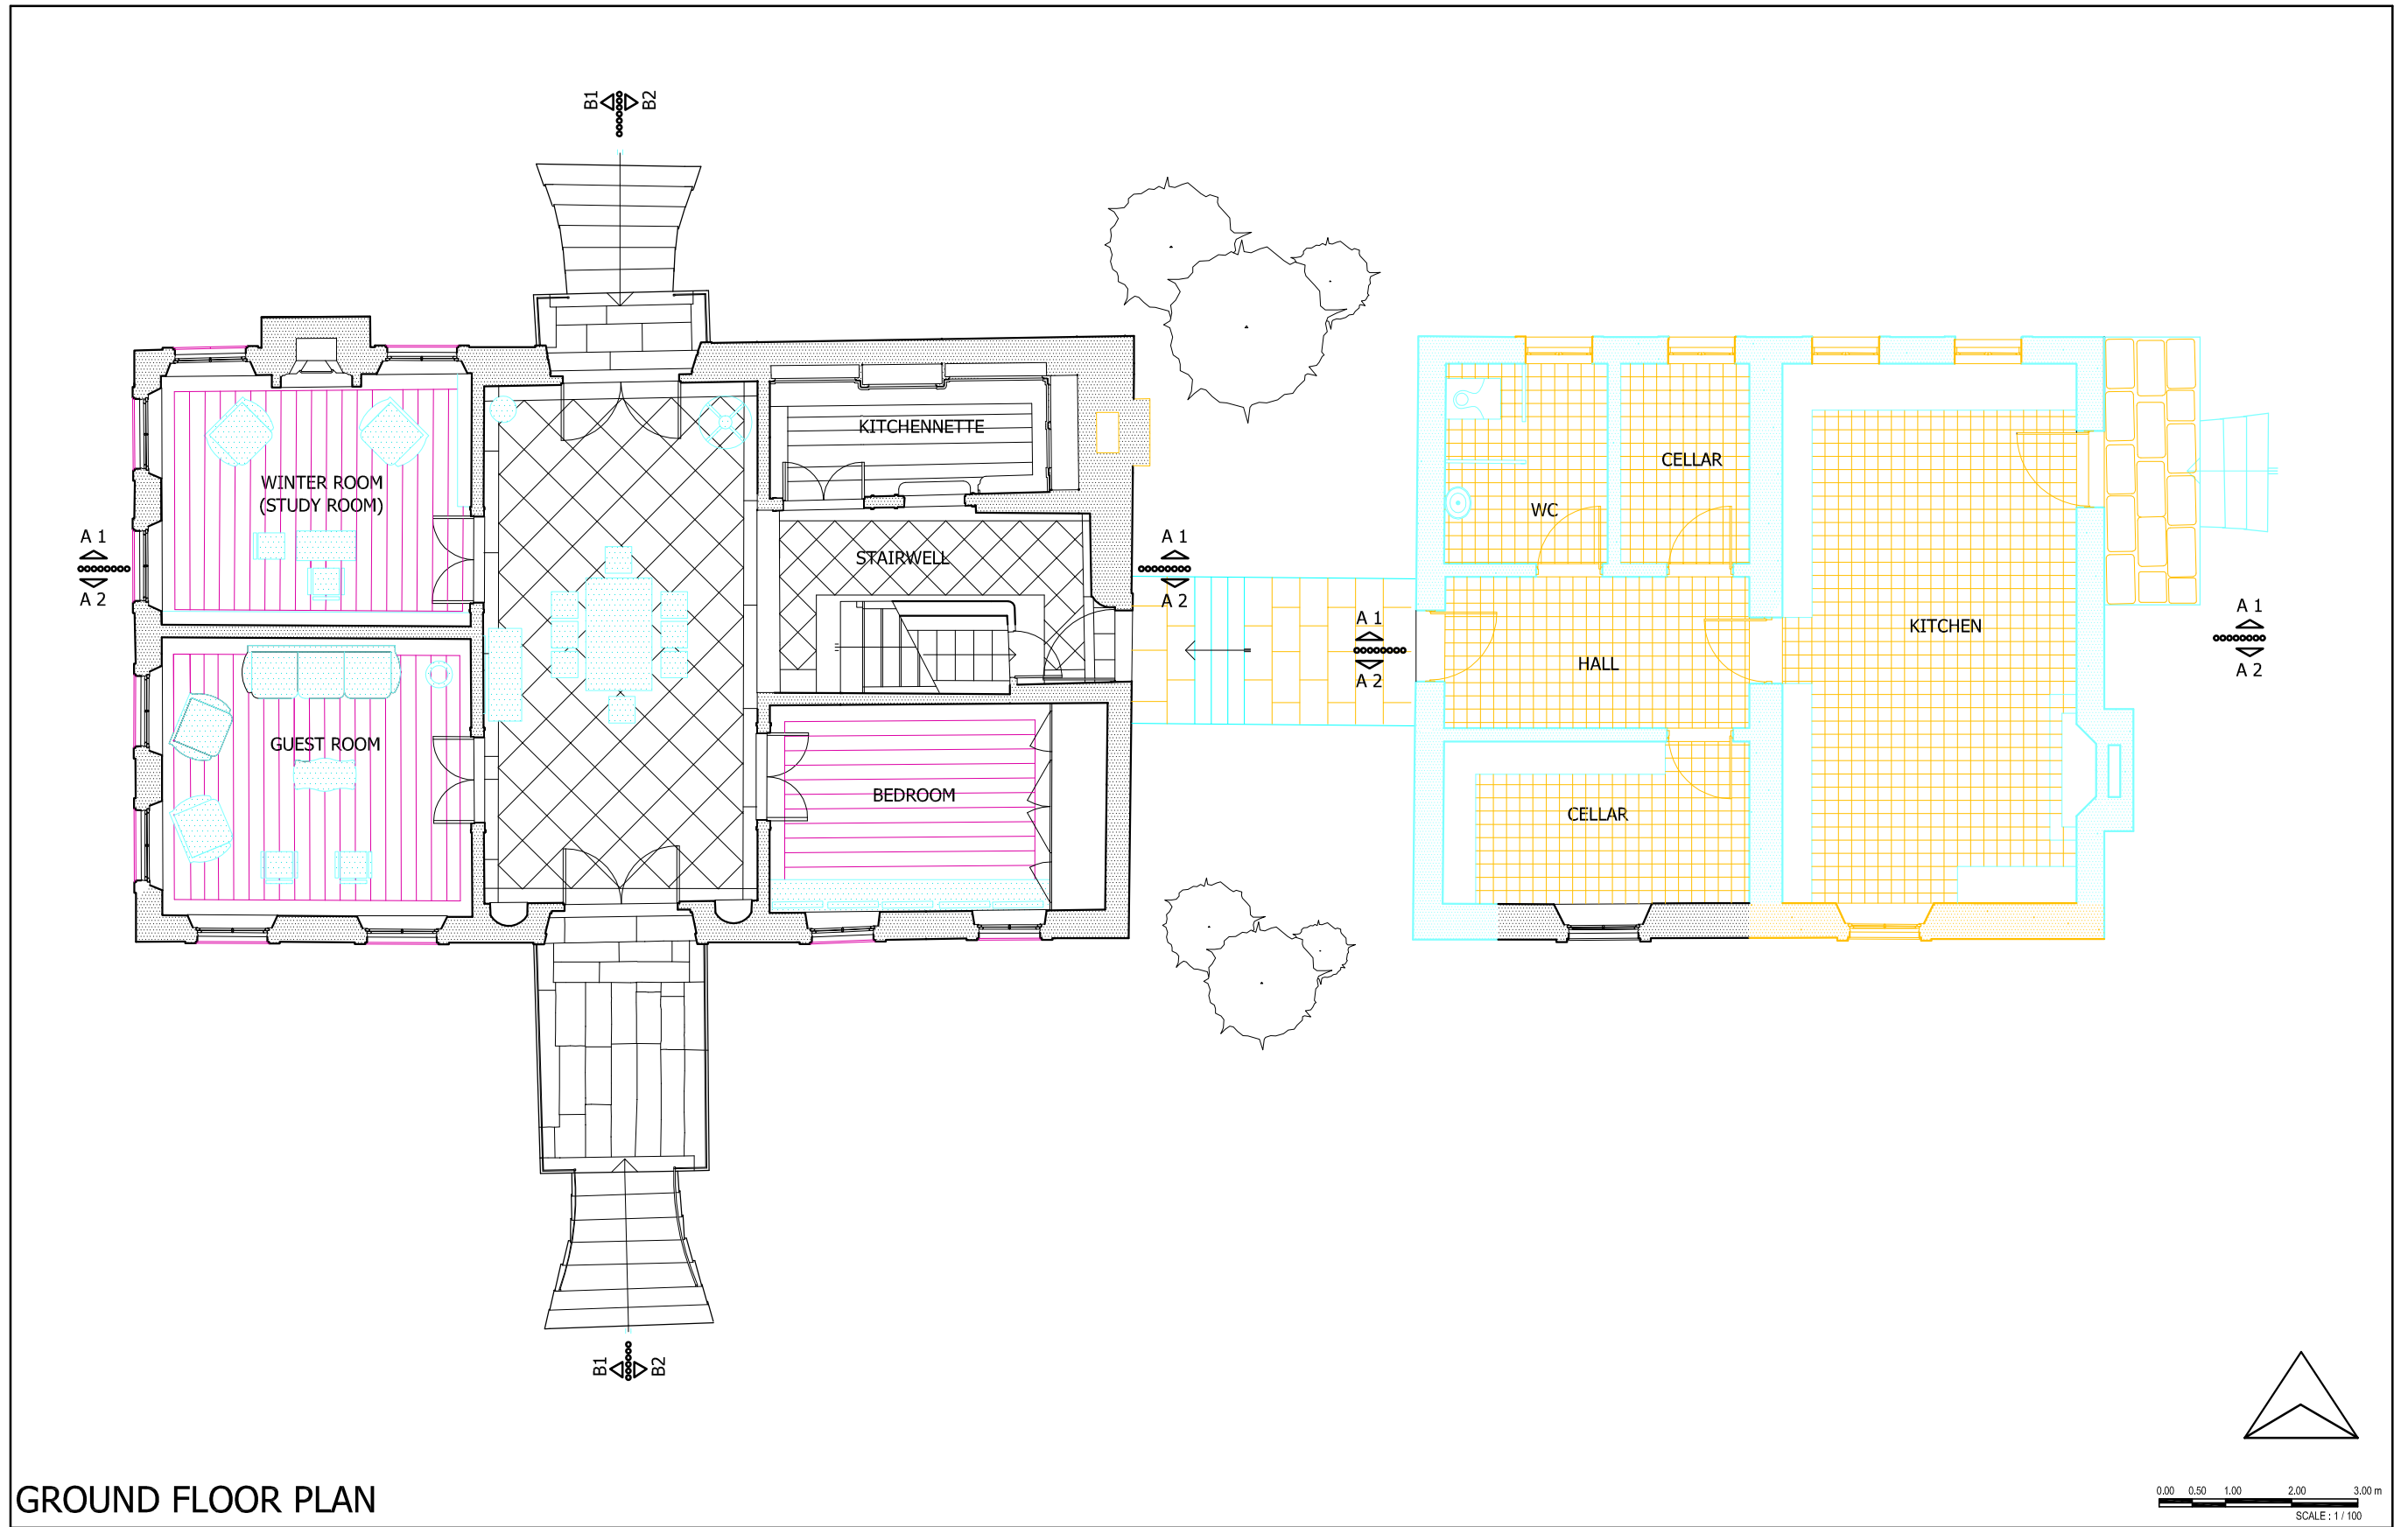 B1
B2
KITCHENNETTE
CELLAR
WINTER ROOM
(STUDY ROOM)
WC
A 1
A 2
STAIRWELL
A 1
A 2
A 1
A 2
KITCHEN
A 1
A 2
HALL
GUEST ROOM
BEDROOM
CELLAR
B1
B2
GROUND FLOOR PLAN
0.00 0.50 1.00 2.00 3.00 m
SCALE : 1 / 100